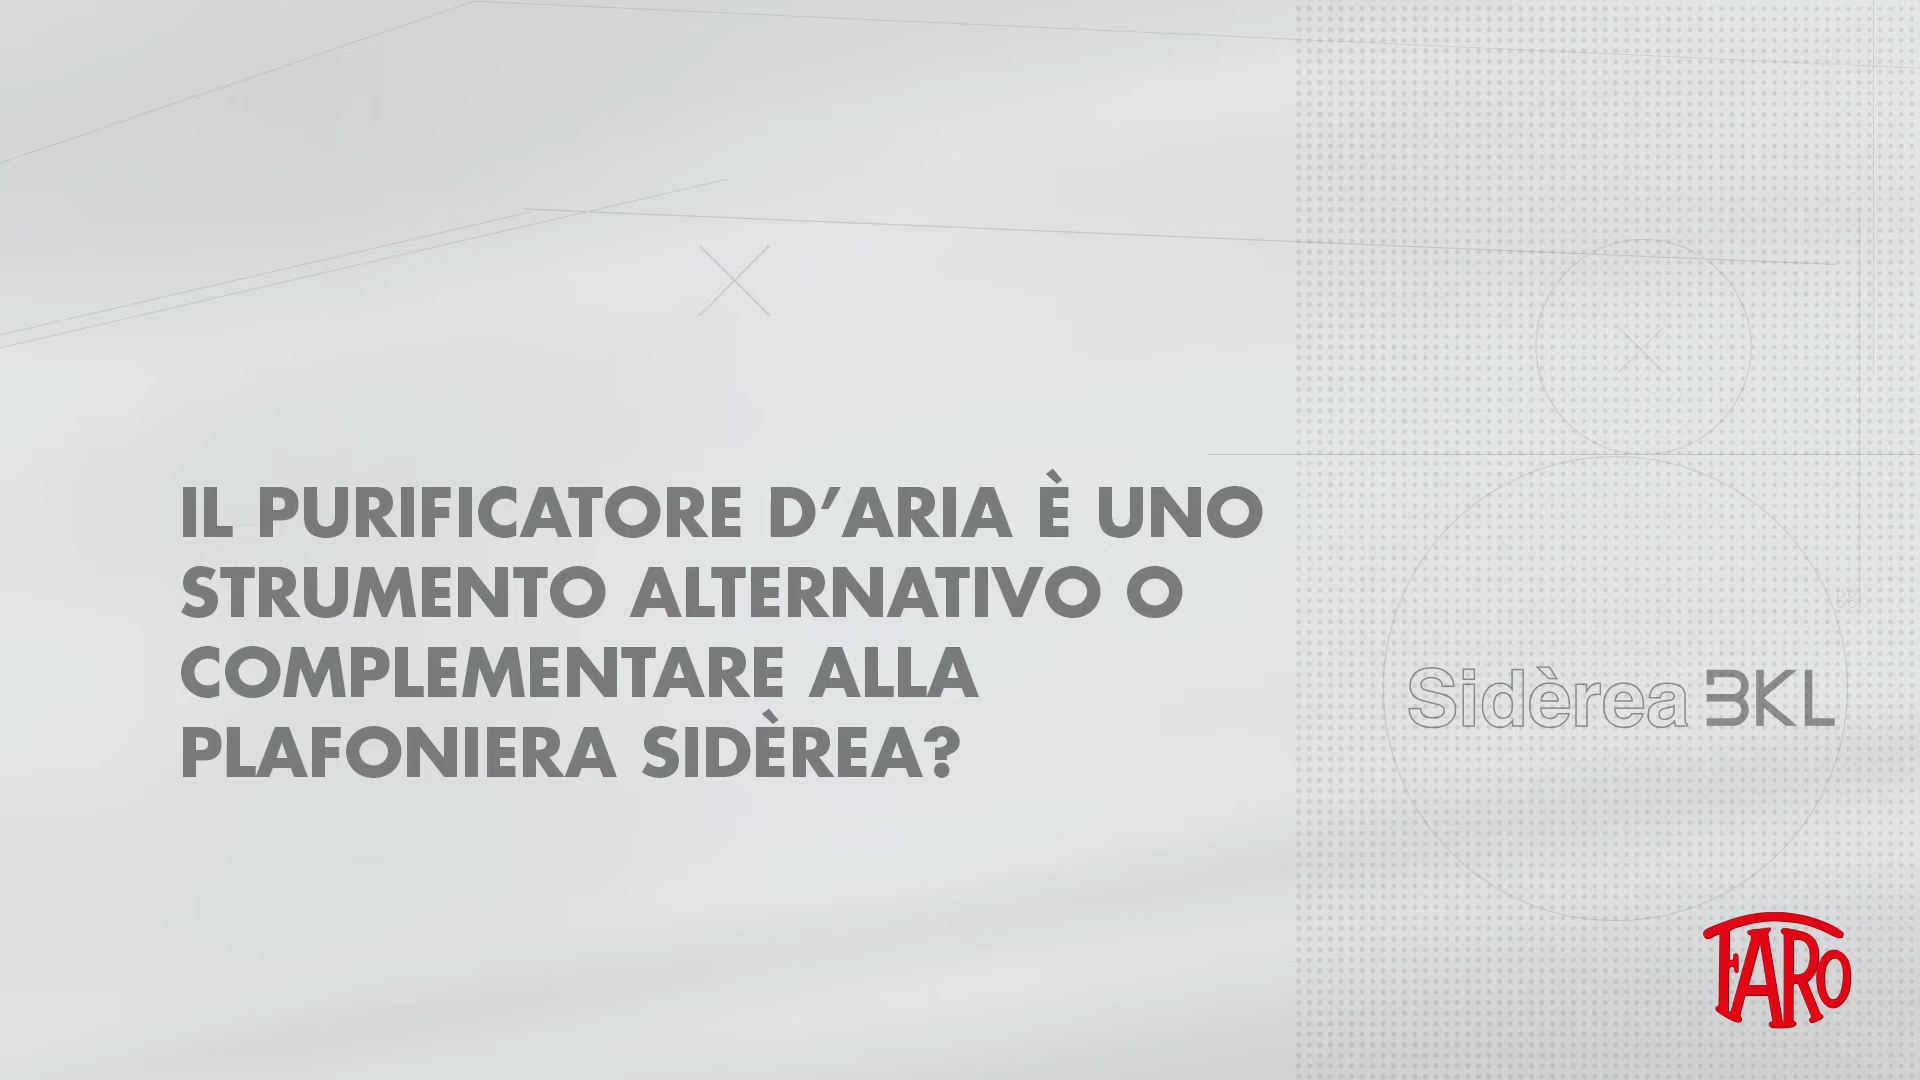 IL PURIFICATORE D’ARIA È UNO
STRUMENTO ALTERNATIVO O
COMPLEMENTARE ALLA
PLAFONIERA SIDÈREA?
Sidèrea BKL
FARO